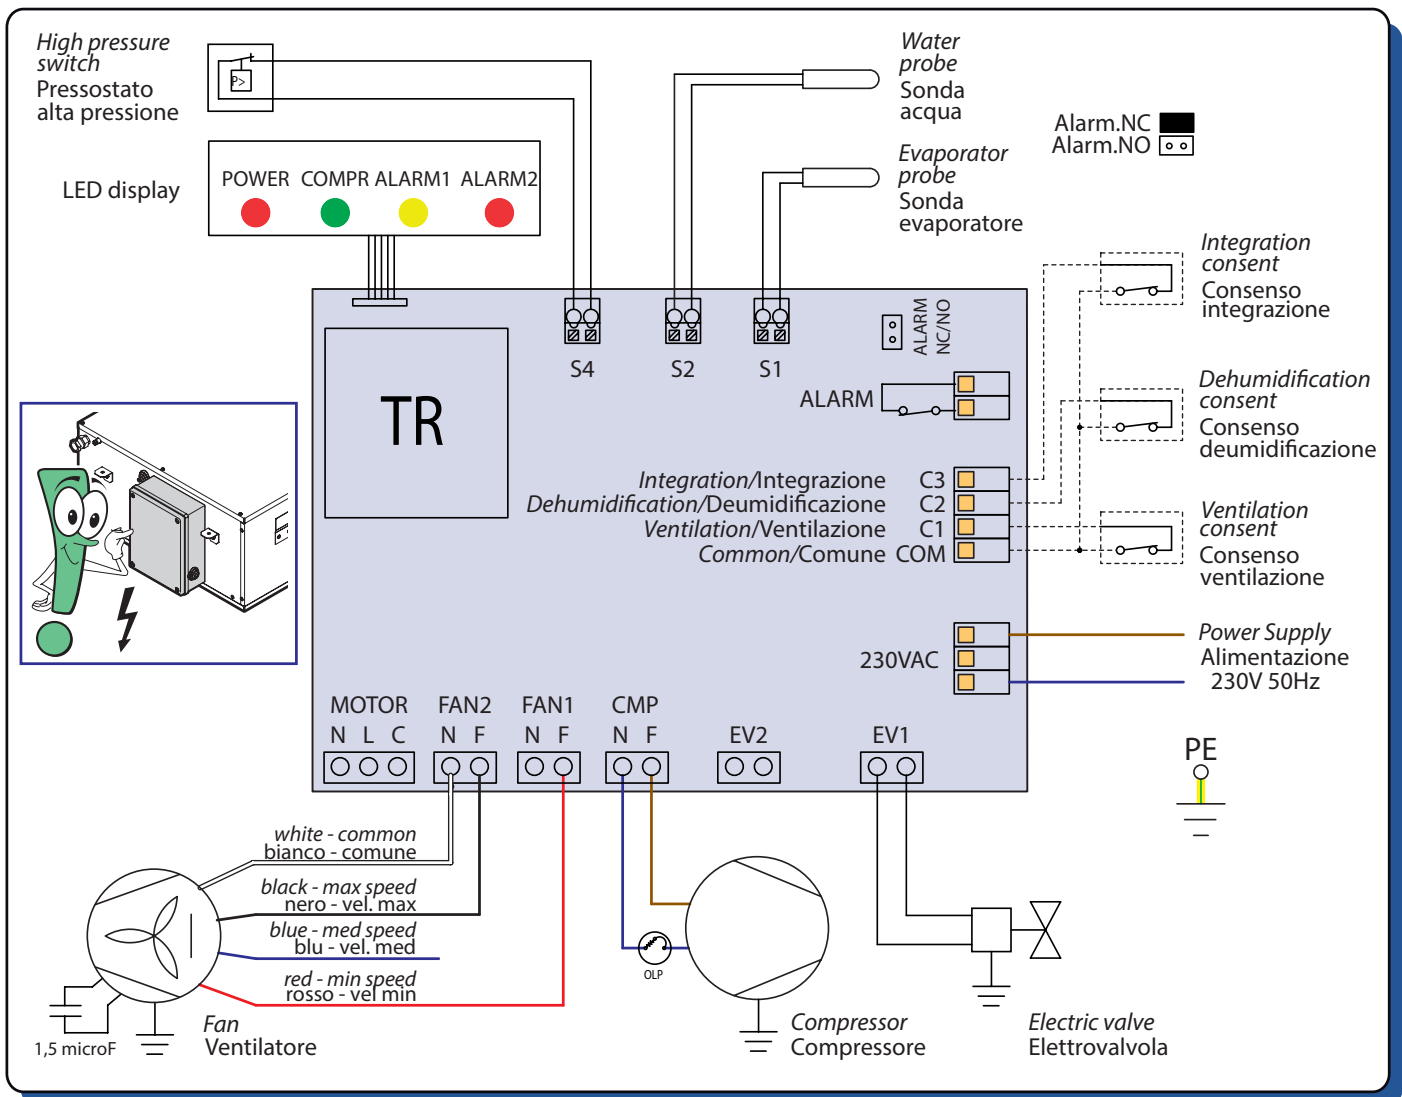 High pressure
switch
Pressostato
alta pressione
P>
Water
probe
Sonda
acqua
Alarm.NC
Alarm.NO
Evaporator
probe
Sonda
evaporatore
LED display
POWER COMPR ALARM1 ALARM2
Integration
consent
Consenso
integrazione
S4 S2 S1
ALARM
NC/NO
ALARM
TR
Dehumidification
consent
Consenso
deumidificazione
Integration/Integrazione C3
Dehumidification/Deumidificazione C2
Ventilation/Ventilazione C1
Common/Comune COM
Ventilation
consent
Consenso
ventilazione
230VAC
Power Supply
Alimentazione
230V 50Hz
MOTOR FAN2 FAN1 CMP
N L C N F N F N F
EV2 EV1
PE
white - common
bianco - comune
black - max speed
nero - vel. max
blue - med speed
blu - vel. med
red - min speed
rosso - vel min
OLP
1,5 microF
Fan
Ventilatore
Compressor
Compressore
Electric valve
Elettrovalvola